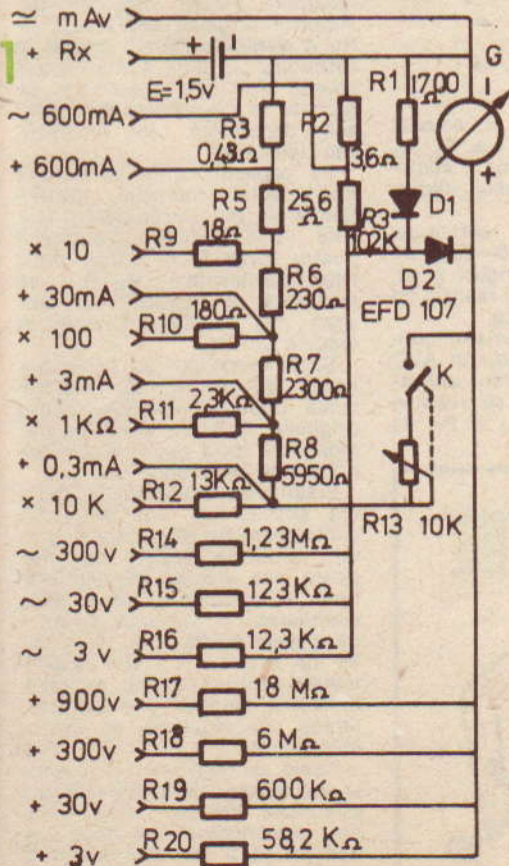 ≃ mAv
1
+ Rx + I G
E=1,5v R1 1700 Ω I
~ 600mA R3 R2
+ 600mA 0,43Ω 3,6Ω +
R5 25,6 Ω R3 D1
× 10 R9 18Ω 102K
R6 D2
+ 30mA 230Ω EFD 107
× 100 R10 180Ω
+ 3mA R7 K
2300Ω
× 1KΩ R11 2,3KΩ
+ 0,3mA R8
13KΩ 5950Ω
× 10 K R12 R13 10K
~ 300v R14 1,23MΩ
~ 30v R15 123KΩ
~ 3 v R16 12,3 KΩ
+ 900v R17 18 MΩ
+ 300v R18 6 MΩ
+ 30v R19 600 KΩ
+ 3v R20 58,2 KΩ